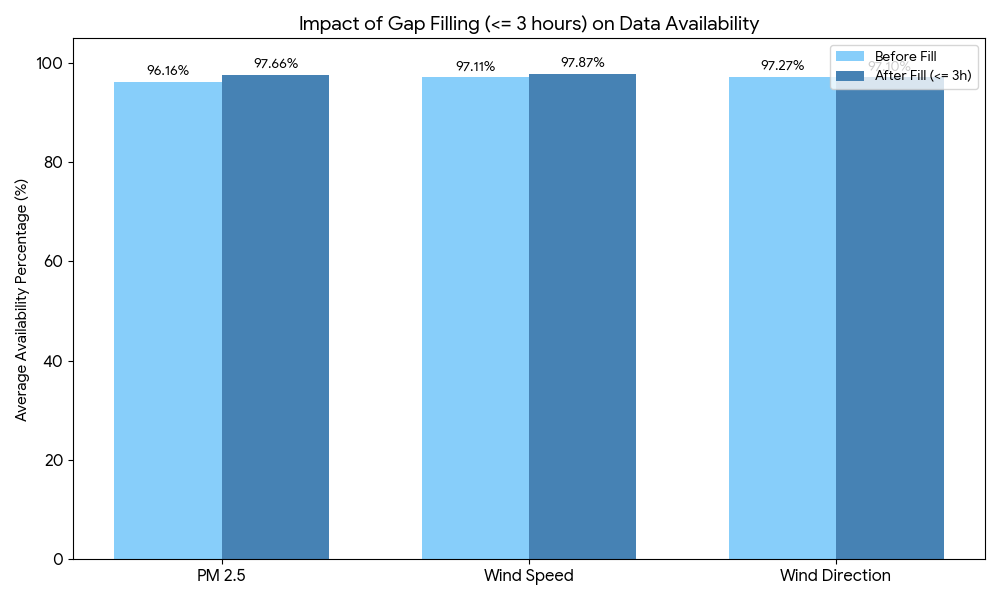 Impact of Gap Filling (<= 3 hours) on Data Availability
Before Fill
After Fill (<= 3h)
96.16%
97.66%
97.11%
97.87%
97.27%
Average Availability Percentage (%)
100
80
60
40
20
0
PM 2.5
Wind Speed
Wind Direction